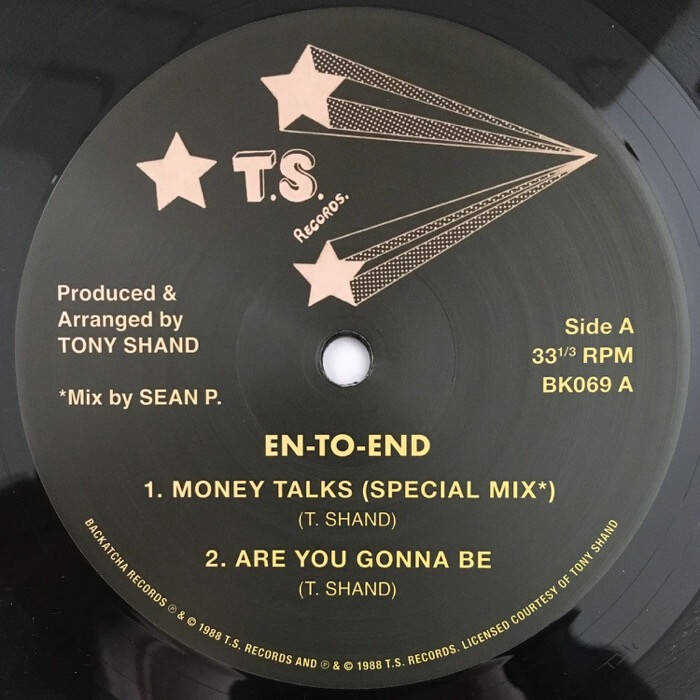 T.S.
RECORDS.
Produced &
Arranged by
TONY SHAND
*Mix by SEAN P.
Side A
33 1/3 RPM
BK069 A
EN-TO-END
1. MONEY TALKS (SPECIAL MIX*)
(T. SHAND)
2. ARE YOU GONNA BE
(T. SHAND)
BACKATCHA RECORDS ℗ & © 1988 T.S. RECORDS AND ℗ & © 1988 T.S. RECORDS. LICENSED COURTESY OF TONY SHAND